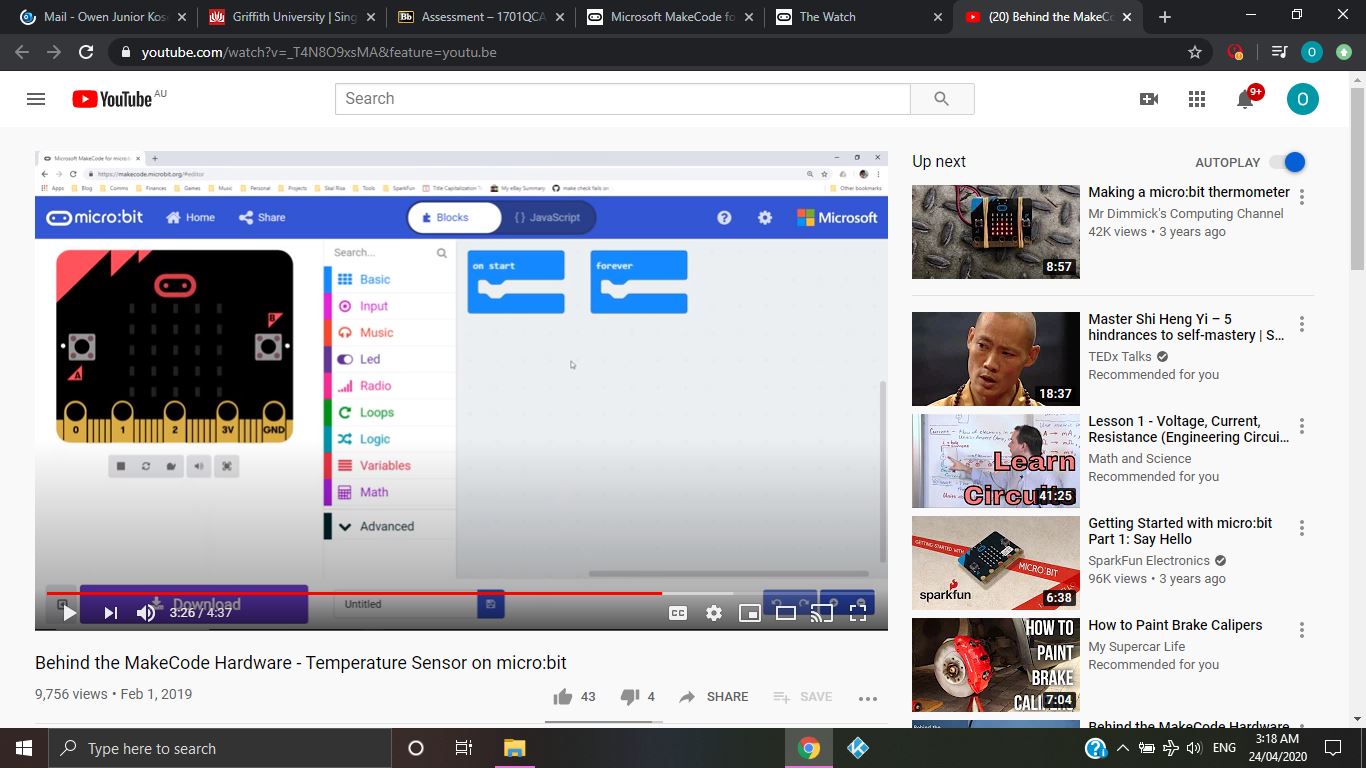 Mail - Owen Junior Kose
Griffith University | Sing
Assessment – 1701QCA
Microsoft MakeCode fo
The Watch
(20) Behind the MakeCo
youtube.com/watch?v=_T4N8O9xsMA&feature=youtu.be
YouTube AU
Search
9+
O
Microsoft MakeCode for micro:b
https://makecode.microbit.org/#editor
Apps Blog Comms Finances Games Music Personal Projects Skal Risa Tools SparkFun Title Capitalization T My eBay Summary make check fails on Other bookmarks
micro:bit Home Share Blocks {} JavaScript Microsoft
Search...
Basic
Input
Music
Led
Radio
Loops
Logic
Variables
Math
Advanced
on start
forever
B
A
0 1 2 3V GND
Download
Untitled
3:26 / 4:37
CC
Behind the MakeCode Hardware - Temperature Sensor on micro:bit
9,756 views • Feb 1, 2019
43
4
SHARE
SAVE
Up next
AUTOPLAY
Making a micro:bit thermometer
Mr Dimmick's Computing Channel
42K views • 3 years ago
8:57
Master Shi Heng Yi – 5
hindrances to self-mastery | S...
TEDx Talks
Recommended for you
18:37
Lesson 1 - Voltage, Current,
Resistance (Engineering Circui...
Math and Science
Recommended for you
Learn
Circuits
41:25
Getting Started with micro:bit
Part 1: Say Hello
SparkFun Electronics
96K views • 3 years ago
GETTING STARTED WITH
MICRO:BIT
sparkfun
6:38
How to Paint Brake Calipers
My Supercar Life
Recommended for you
HOW TO
PAINT
BRAKE
CALIPERS
7:04
Behind the MakeCode Hardware
Type here to search
ENG
3:18 AM
24/04/2020